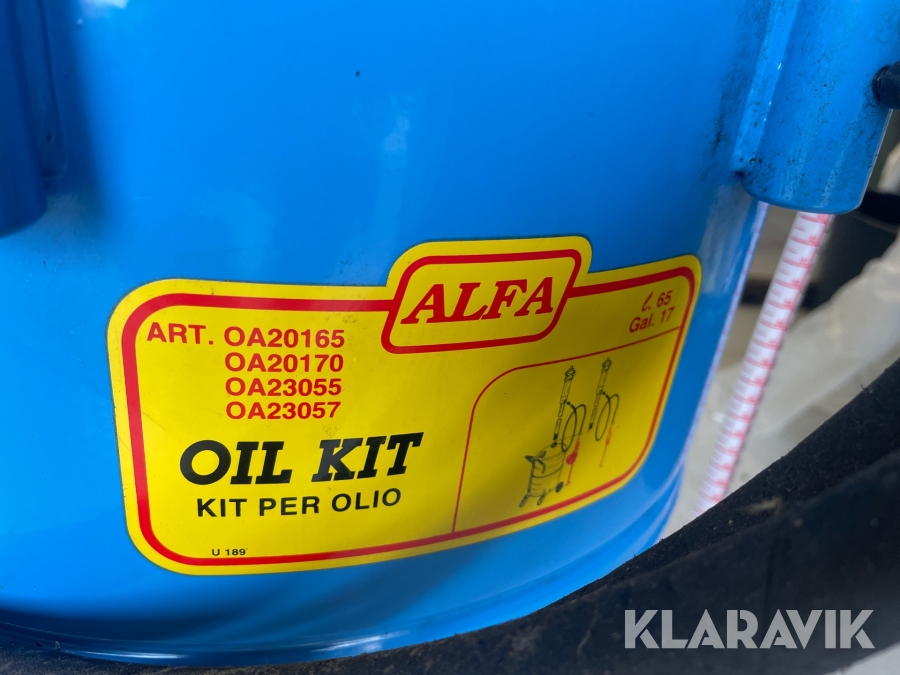 ALFA
ℓ. 65
Gal. 17
ART. OA20165
OA20170
OA23055
OA23057
OIL KIT
KIT PER OLIO
U 189
KLARAVIK